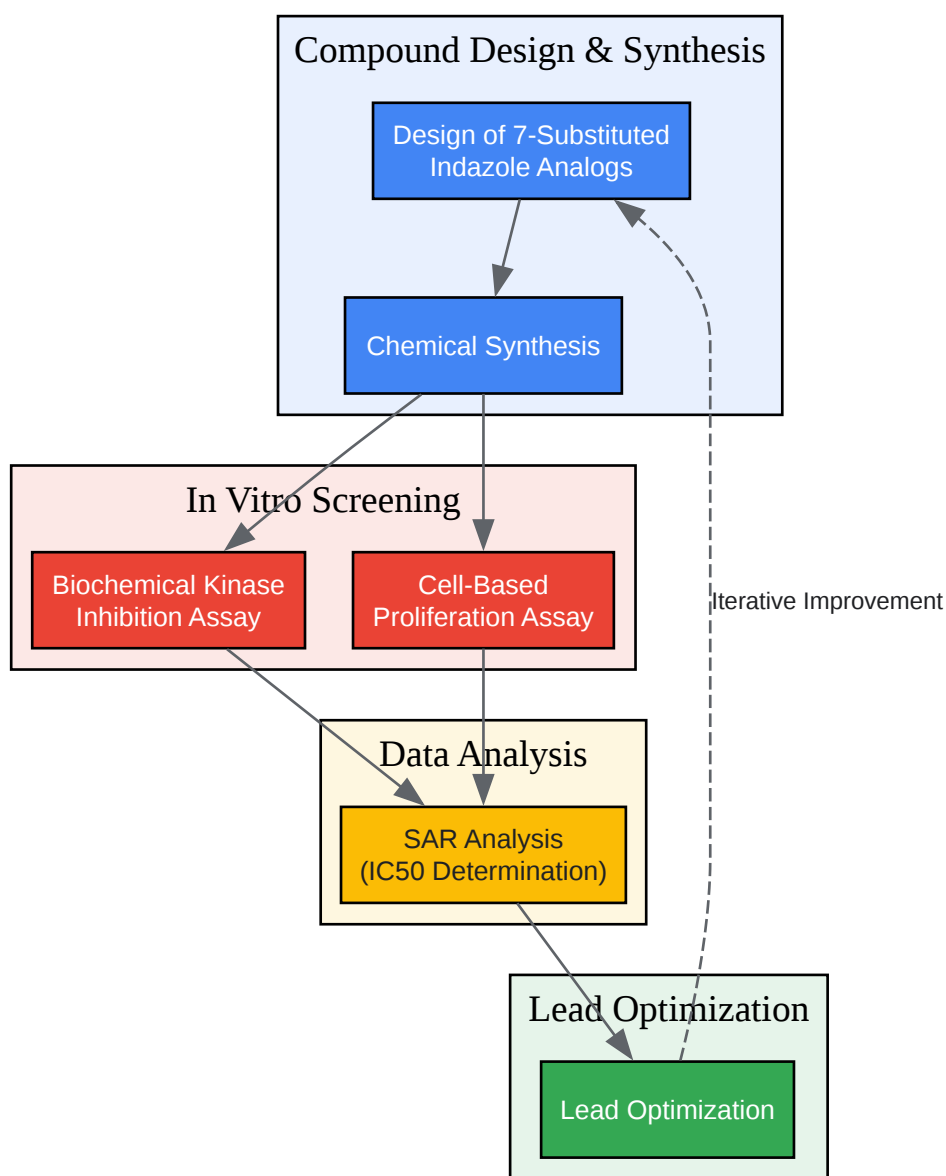 Compound Design & Synthesis
Design of 7-Substituted
Indazole Analogs
Chemical Synthesis
In Vitro Screening
Biochemical Kinase
Inhibition Assay
Cell-Based
Proliferation Assay
Iterative Improvement
Data Analysis
SAR Analysis
(IC50 Determination)
Lead Optimization
Lead Optimization